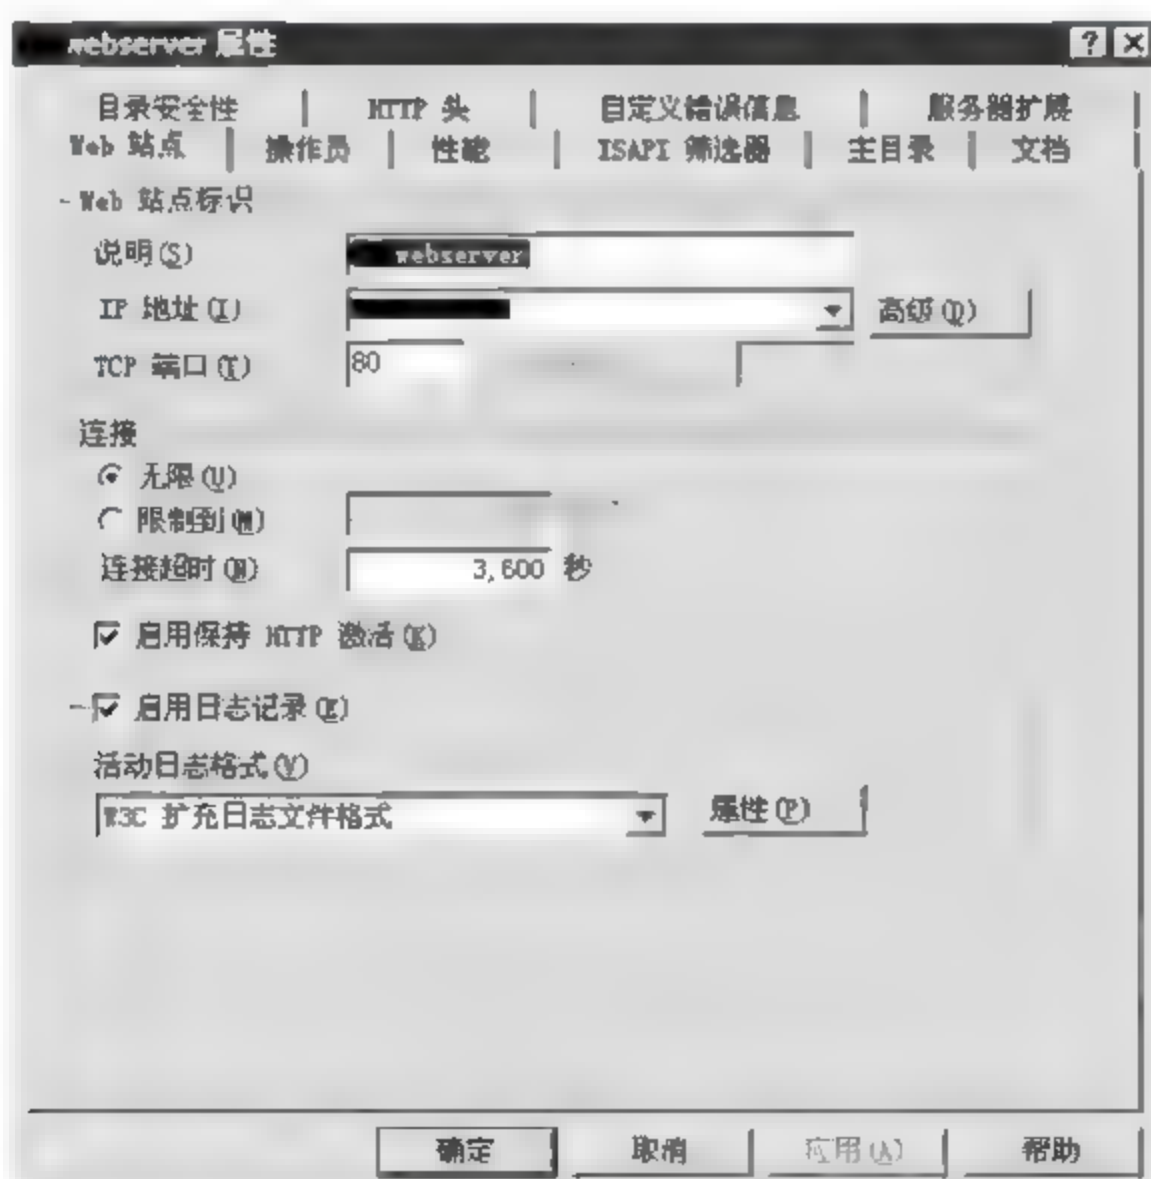 webserver 属性
目录安全性 HTTP 头 自定义错误信息 服务器扩展
Web 站点 操作员 性能 ISAPI 筛选器 主目录 文档
Web 站点标识
说明(S) webserver
IP 地址(I) 高级(D)
TCP 端口(T) 80
连接
无限(U)
限制到(M)
连接超时(N) 3,600 秒
启用保持 HTTP 激活(K)
启用日志记录(E)
活动日志格式(V)
W3C 扩充日志文件格式 属性(P)
确定 取消 应用(A) 帮助